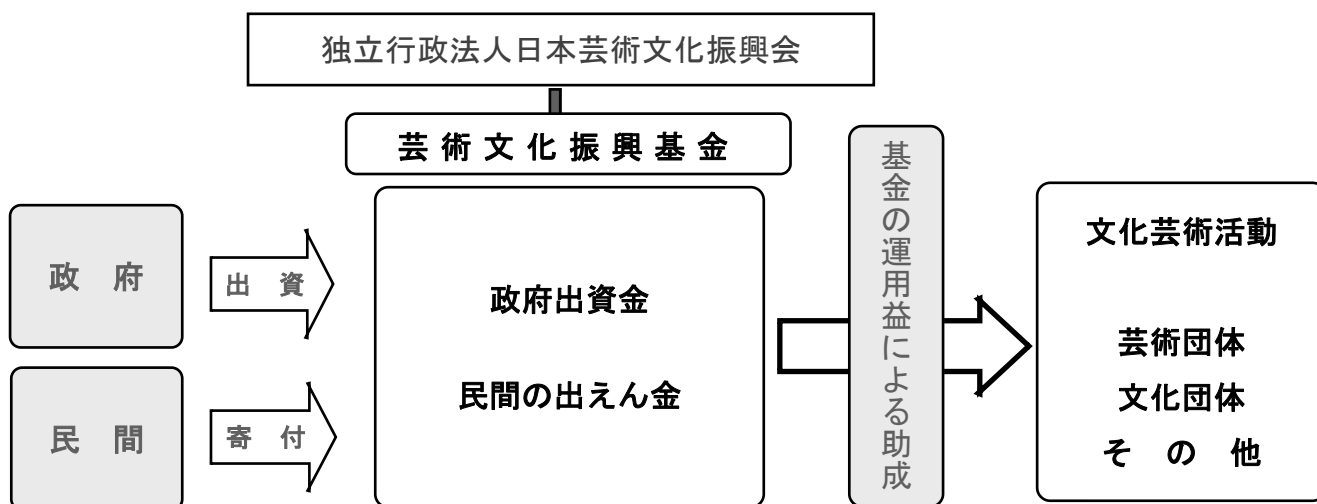 独立行政法人日本芸術文化振興会
芸術文化振興基金
政　府
出　資
民　間
寄　付
政府出資金
民間の出えん金
基金の運用益による助成
文化芸術活動
芸術団体
文化団体
そ　の　他